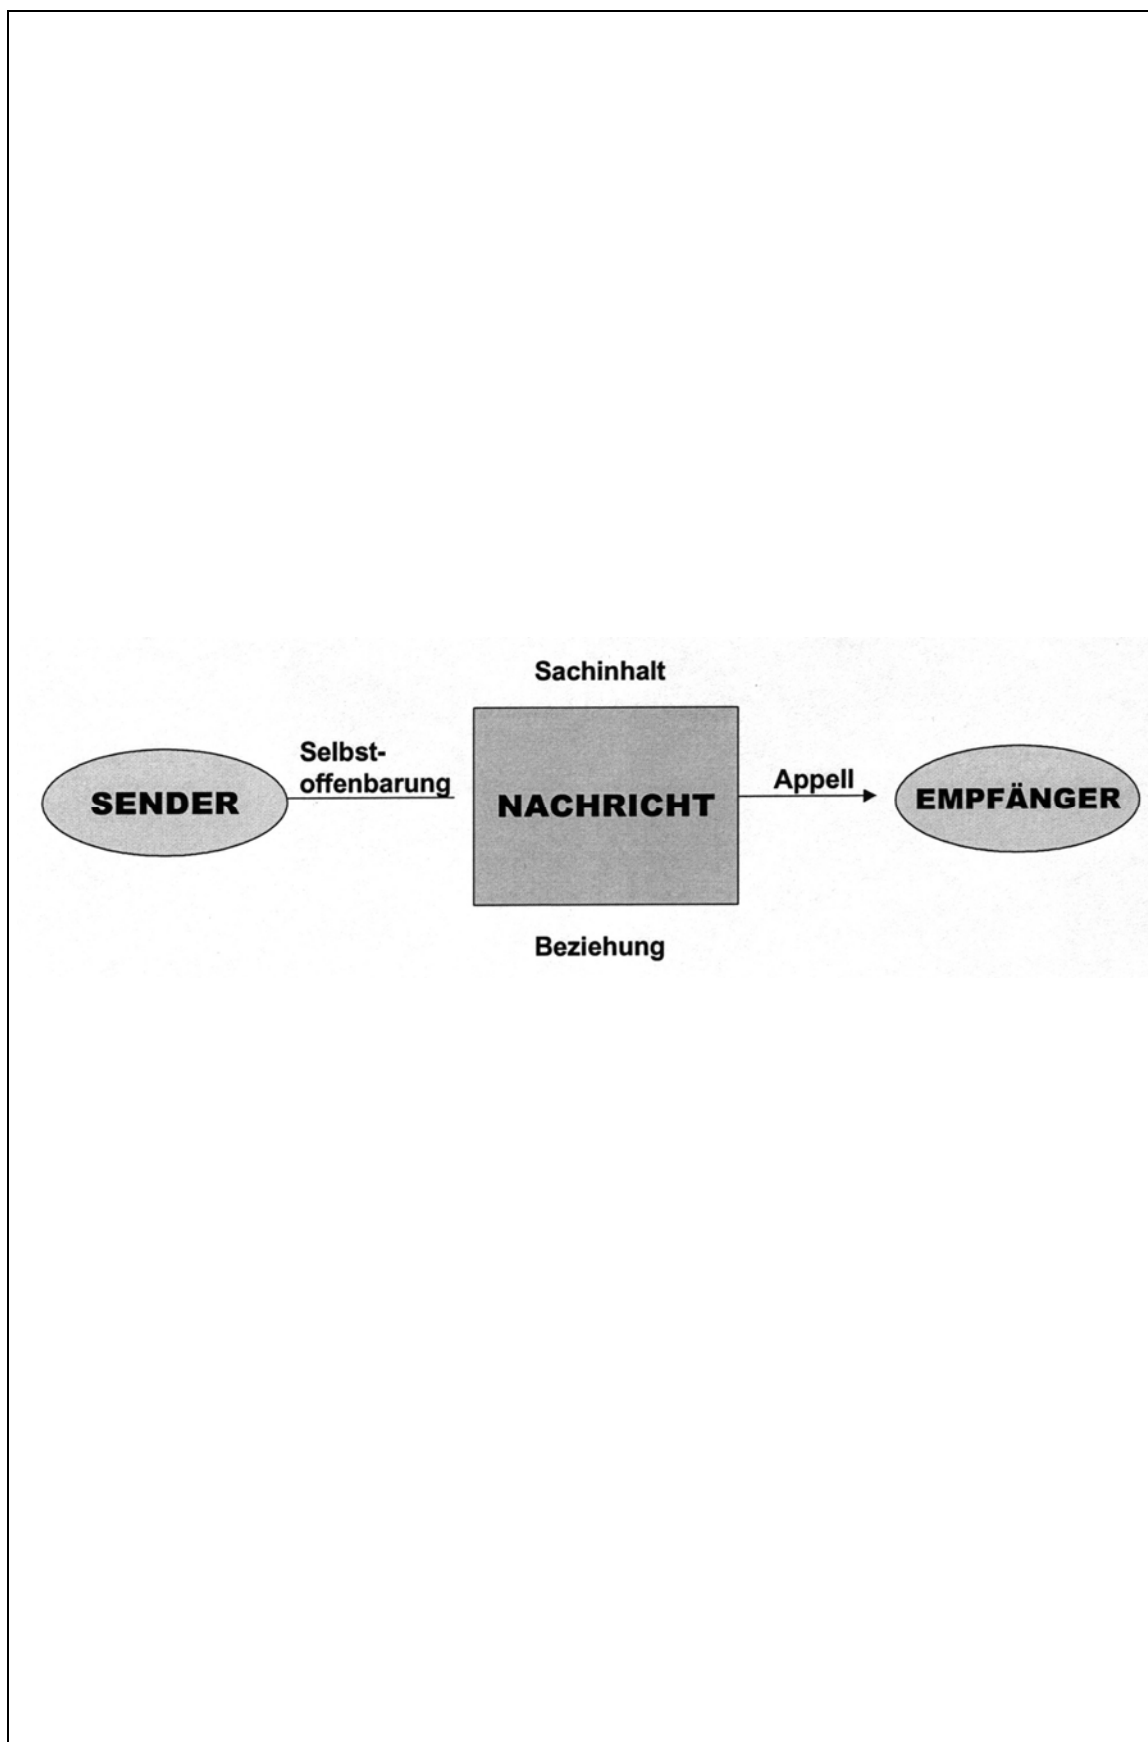 Sachinhalt
Selbst-
offenbarung
SENDER
NACHRICHT
Appell
EMPFÄNGER
Beziehung